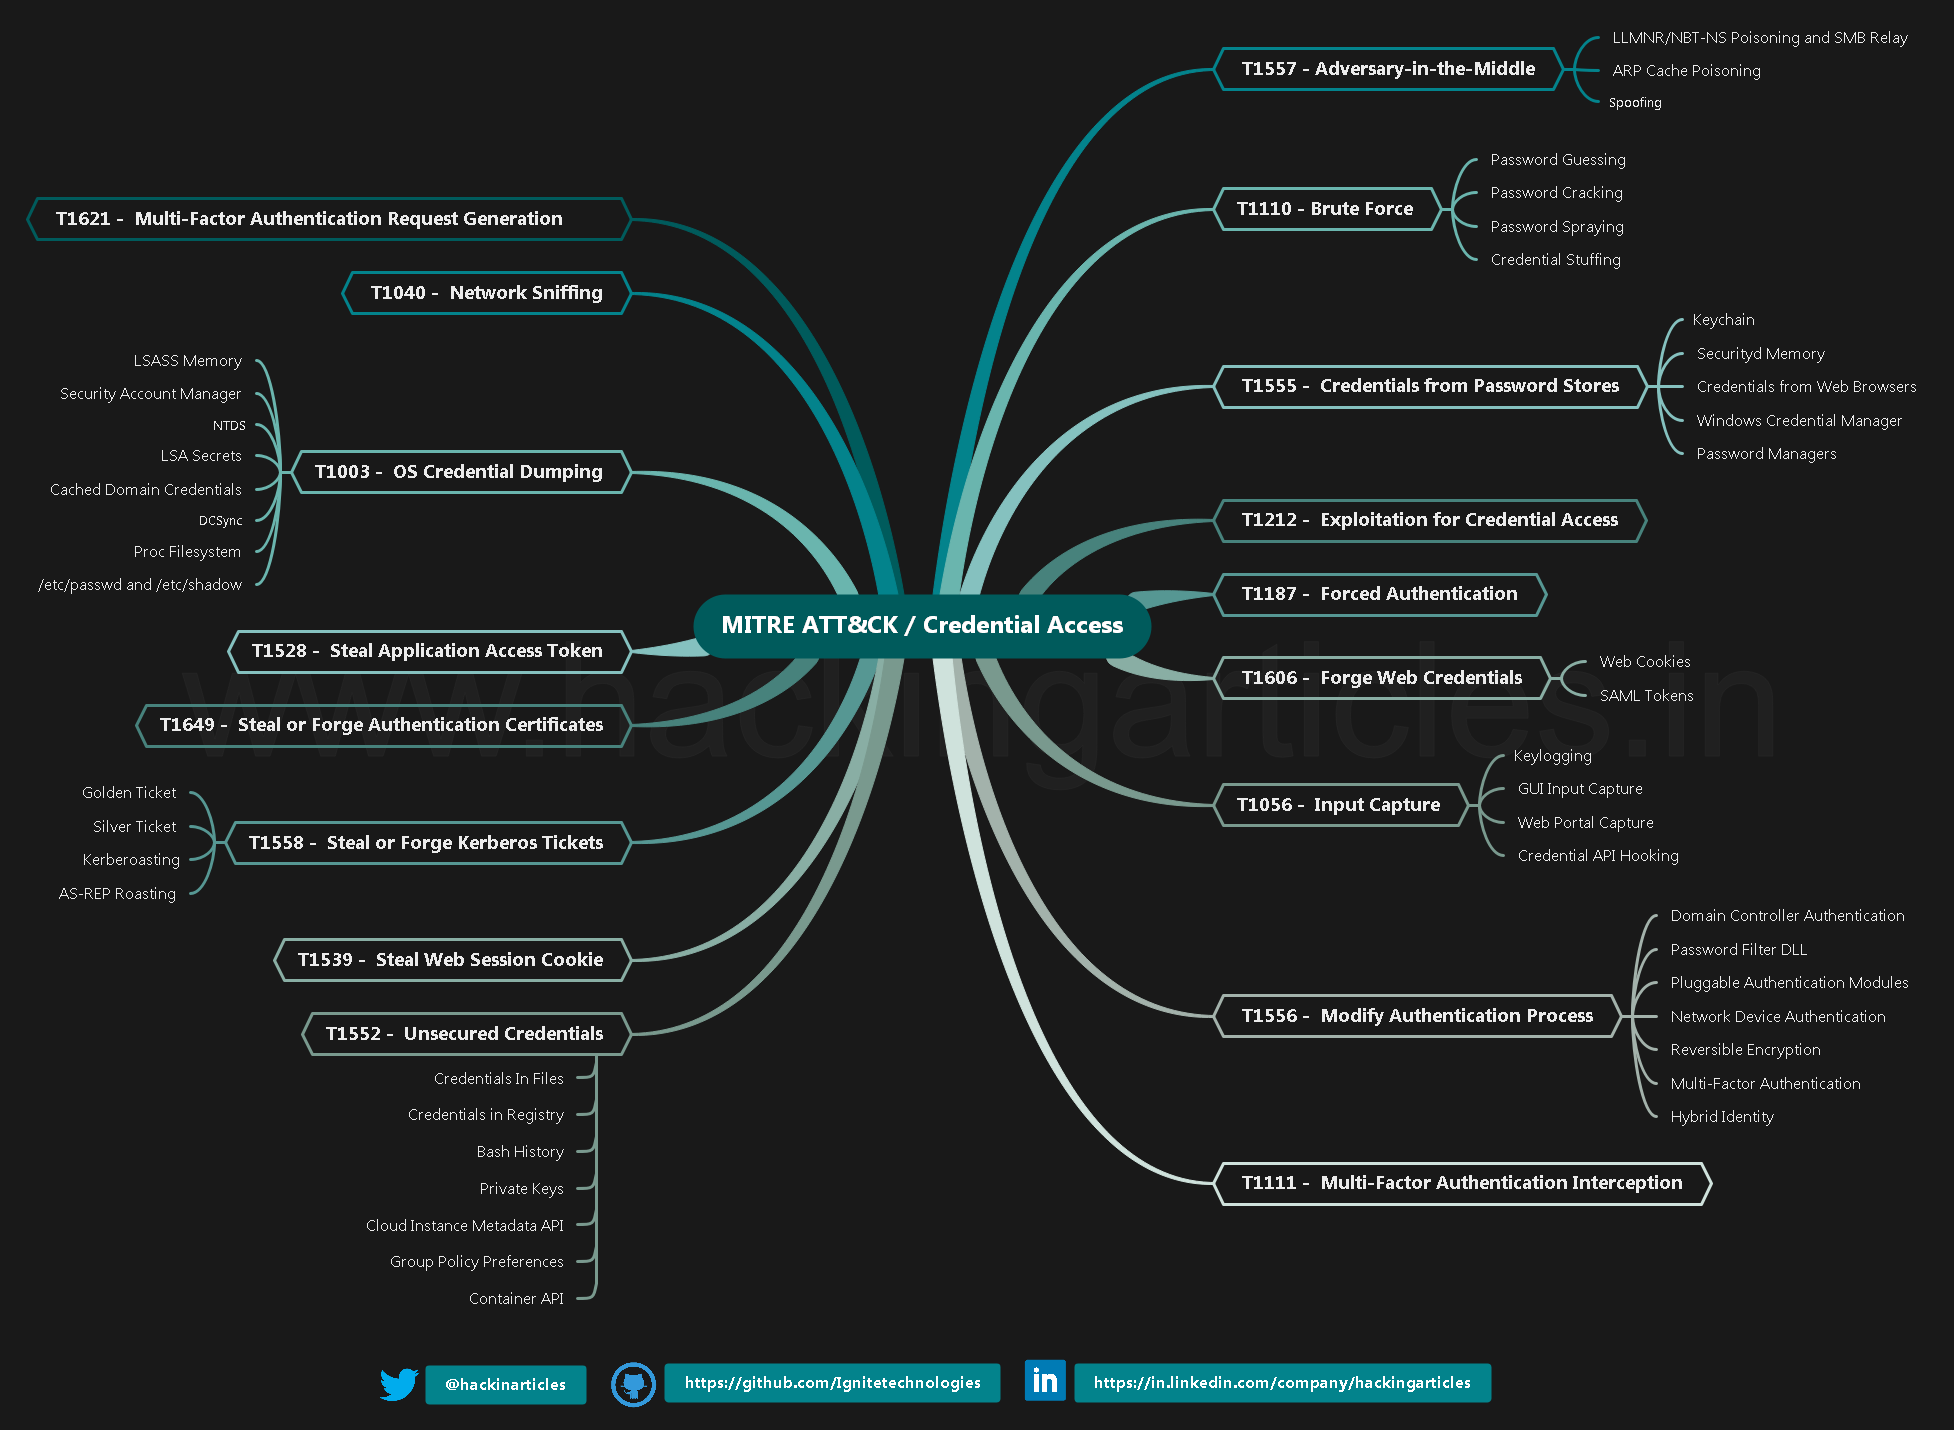 MITRE ATT&CK / Credential Access
T1557 - Adversary-in-the-Middle
LLMNR/NBT-NS Poisoning and SMB Relay
ARP Cache Poisoning
Spoofing
T1110 - Brute Force
Password Guessing
Password Cracking
Password Spraying
Credential Stuffing
T1555 - Credentials from Password Stores
Keychain
Securityd Memory
Credentials from Web Browsers
Windows Credential Manager
Password Managers
T1212 - Exploitation for Credential Access
T1187 - Forced Authentication
T1606 - Forge Web Credentials
Web Cookies
SAML Tokens
T1056 - Input Capture
Keylogging
GUI Input Capture
Web Portal Capture
Credential API Hooking
T1556 - Modify Authentication Process
Domain Controller Authentication
Password Filter DLL
Pluggable Authentication Modules
Network Device Authentication
Reversible Encryption
Multi-Factor Authentication
Hybrid Identity
T1111 - Multi-Factor Authentication Interception
T1621 - Multi-Factor Authentication Request Generation
T1040 - Network Sniffing
T1003 - OS Credential Dumping
LSASS Memory
Security Account Manager
NTDS
LSA Secrets
Cached Domain Credentials
DCSync
Proc Filesystem
/etc/passwd and /etc/shadow
T1528 - Steal Application Access Token
T1649 - Steal or Forge Authentication Certificates
T1558 - Steal or Forge Kerberos Tickets
Golden Ticket
Silver Ticket
Kerberoasting
AS-REP Roasting
T1539 - Steal Web Session Cookie
T1552 - Unsecured Credentials
Credentials In Files
Credentials in Registry
Bash History
Private Keys
Cloud Instance Metadata API
Group Policy Preferences
Container API
www.hackingarticles.in
@hackinarticles
https://github.com/Ignitetechnologies
in
https://in.linkedin.com/company/hackingarticles